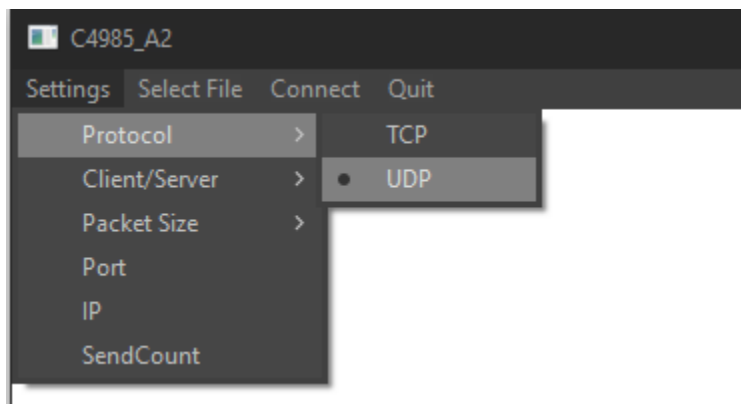 C4985_A2
Settings Select File Connect Quit
Protocol > TCP
Client/Server > UDP
Packet Size >
Port
IP
SendCount